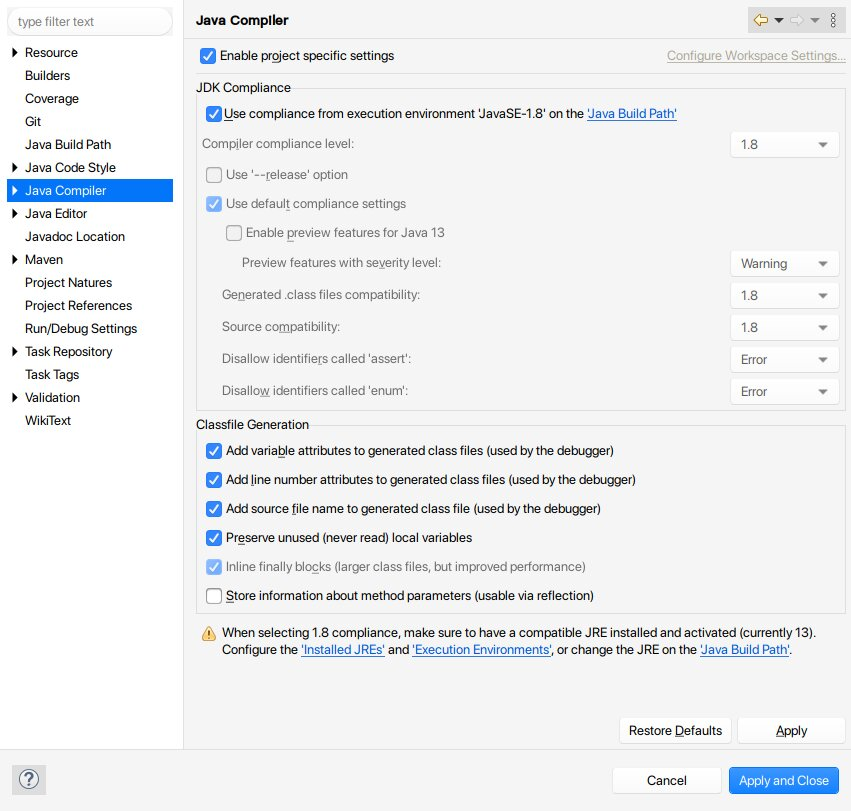 type filter text
Resource
Builders
Coverage
Git
Java Build Path
Java Code Style
Java Compiler
Java Editor
Javadoc Location
Maven
Project Natures
Project References
Run/Debug Settings
Task Repository
Task Tags
Validation
WikiText
Java Compiler
Enable project specific settings
Configure Workspace Settings...
JDK Compliance
Use compliance from execution environment 'JavaSE-1.8' on the 'Java Build Path'
Compiler compliance level: 1.8
Use '--release' option
Use default compliance settings
Enable preview features for Java 13
Preview features with severity level: Warning
Generated .class files compatibility: 1.8
Source compatibility: 1.8
Disallow identifiers called 'assert': Error
Disallow identifiers called 'enum': Error
Classfile Generation
Add variable attributes to generated class files (used by the debugger)
Add line number attributes to generated class files (used by the debugger)
Add source file name to generated class file (used by the debugger)
Preserve unused (never read) local variables
Inline finally blocks (larger class files, but improved performance)
Store information about method parameters (usable via reflection)
When selecting 1.8 compliance, make sure to have a compatible JRE installed and activated (currently 13).
Configure the 'Installed JREs' and 'Execution Environments', or change the JRE on the 'Java Build Path'.
Restore Defaults
Apply
?
Cancel
Apply and Close